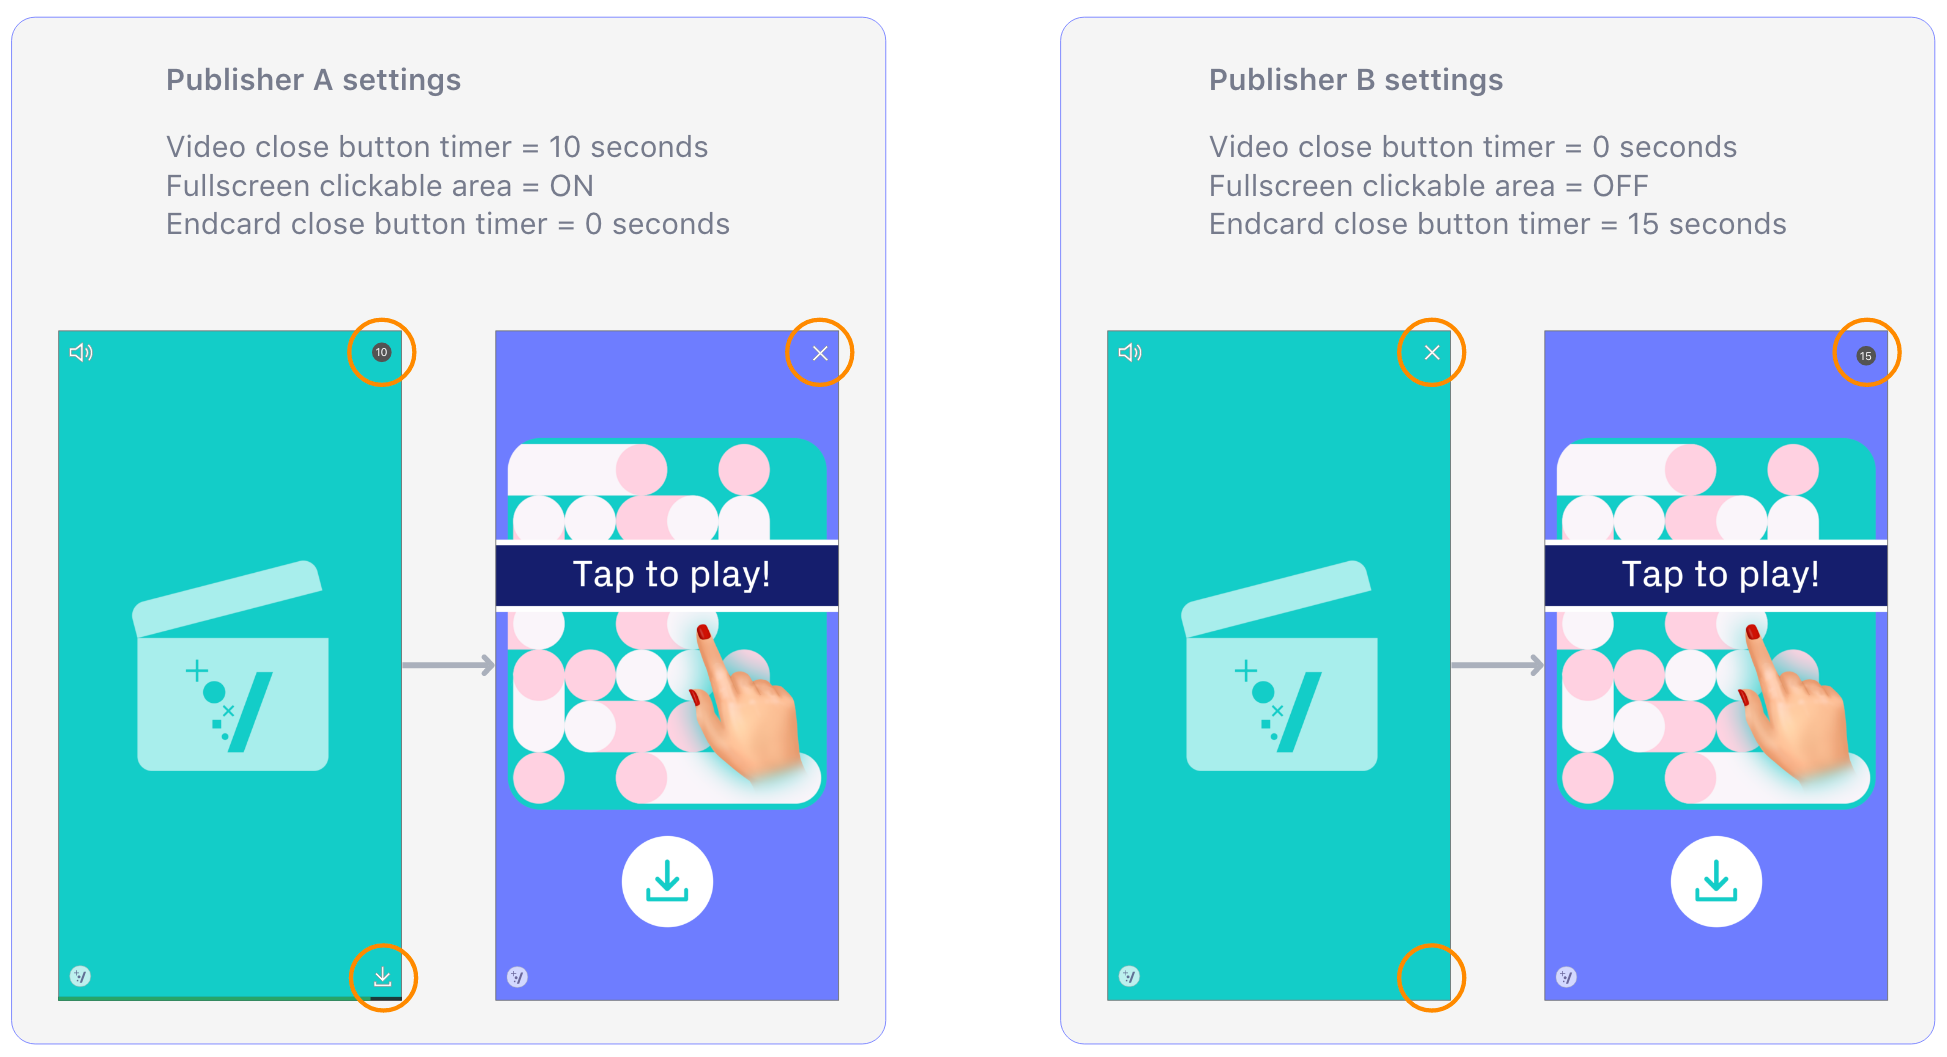 Publisher A settings
Video close button timer = 10 seconds
Fullscreen clickable area = ON
Endcard close button timer = 0 seconds
10
Tap to play!
Publisher B settings
Video close button timer = 0 seconds
Fullscreen clickable area = OFF
Endcard close button timer = 15 seconds
15
Tap to play!